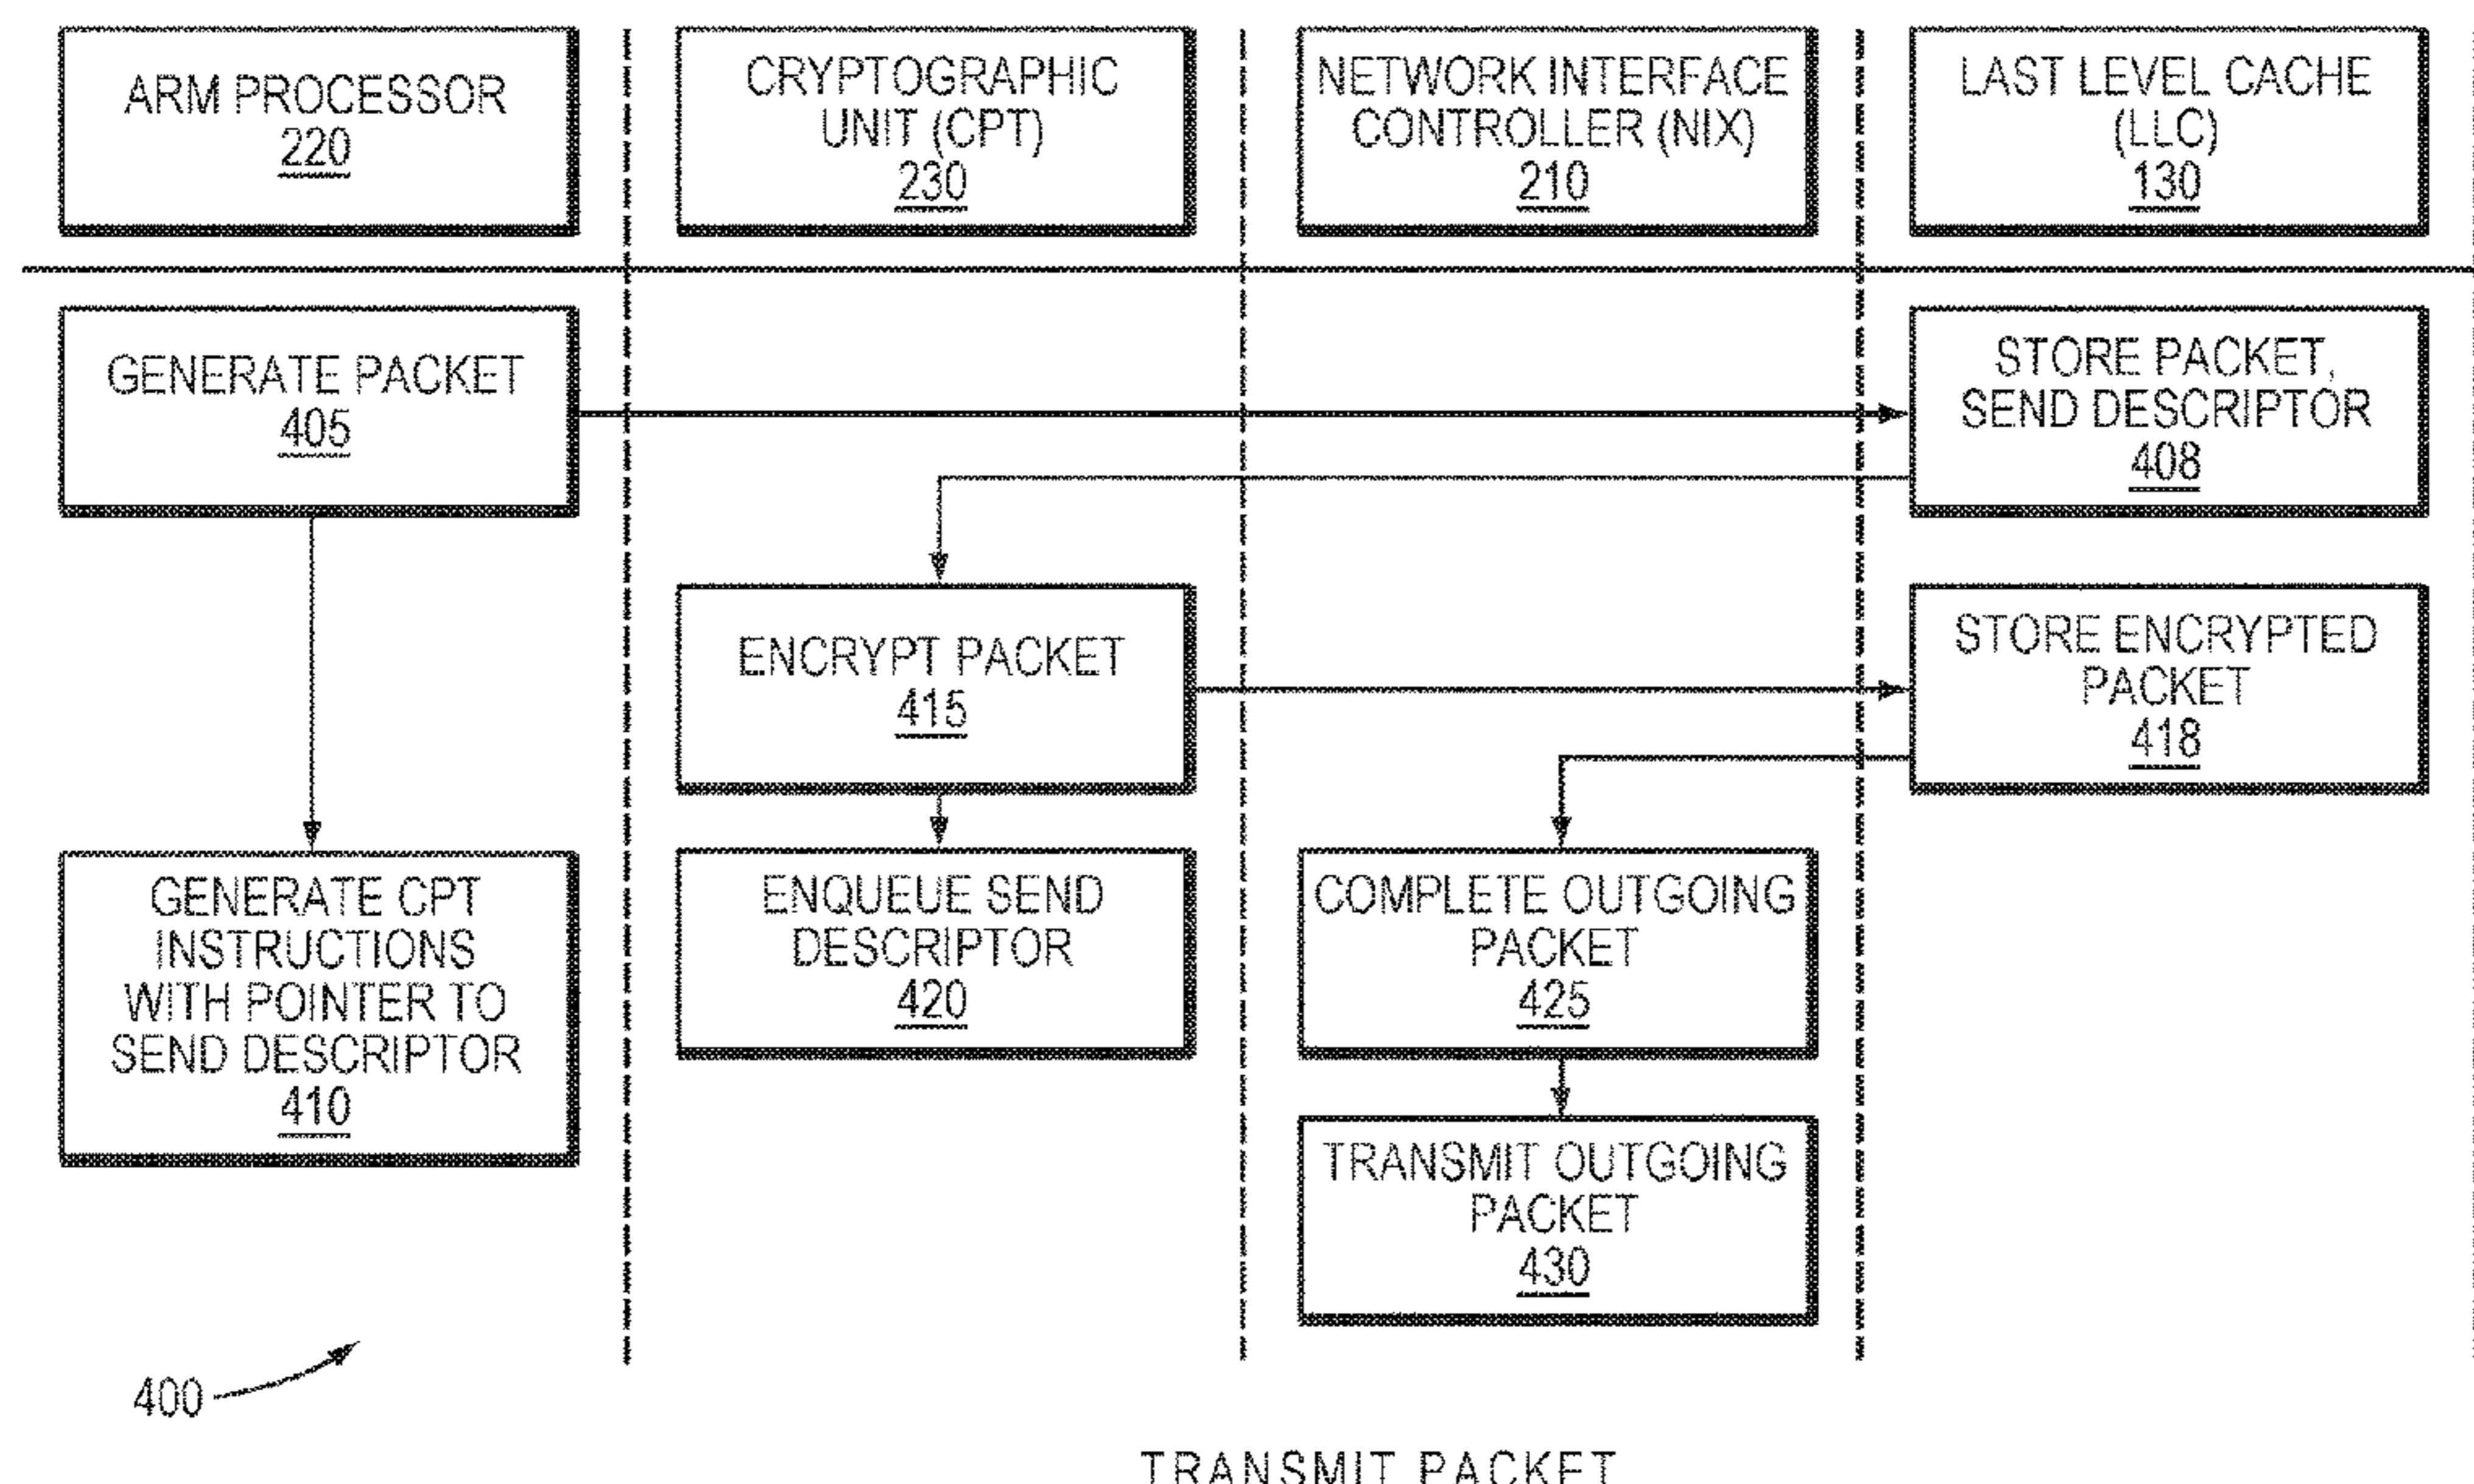 ARM PROCESSOR
220
CRYPTOGRAPHIC
UNIT (CPT)
230
NETWORK INTERFACE
CONTROLLER (NIX)
210
LAST LEVEL CACHE
(LLC)
130
GENERATE PACKET
405
STORE PACKET,
SEND DESCRIPTOR
408
ENCRYPT PACKET
415
STORE ENCRYPTED
PACKET
418
GENERATE CPT
INSTRUCTIONS
WITH POINTER TO
SEND DESCRIPTOR
410
ENQUEUE SEND
DESCRIPTOR
420
COMPLETE OUTGOING
PACKET
425
TRANSMIT OUTGOING
PACKET
430
400
TRANSMIT PACKET